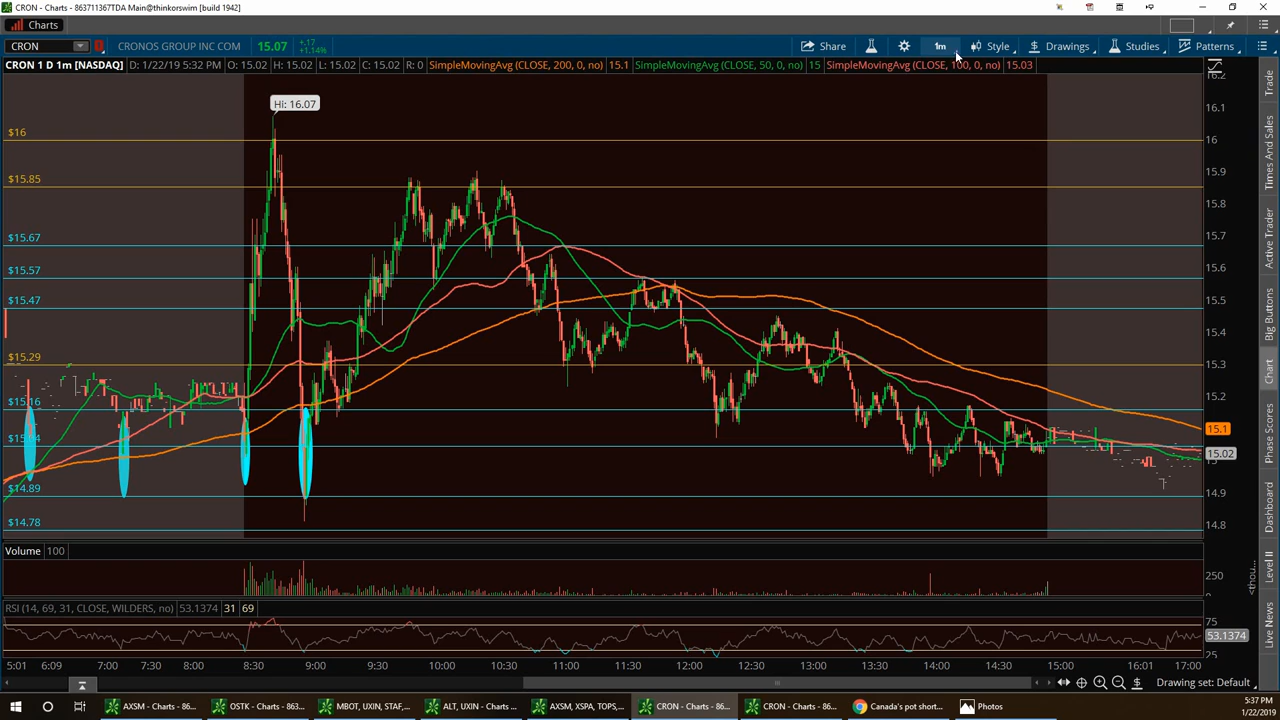 CRON - Charts - 863711367TDA Main@thinkorswim [build 1942]
Charts
CRON
CRONOS GROUP INC COM
15.07
+.17
+1.14%
Share
1m
Style
Drawings
Studies
Patterns
CRON 1 D 1m [NASDAQ]
D: 1/22/19 5:32 PM
O: 15.02
H: 15.02
L: 15.02
C: 15.02
R: 0
SimpleMovingAvg (CLOSE, 200, 0, no)
15.1
SimpleMovingAvg (CLOSE, 50, 0, no)
15
SimpleMovingAvg (CLOSE, 100, 0, no)
15.03
Hi: 16.07
$16
$15.85
$15.67
$15.57
$15.47
$15.29
$15.16
$14.89
$14.78
16.2
16.1
16
15.9
15.8
15.7
15.6
15.5
15.4
15.3
15.2
15.1
15.02
14.9
14.8
Trade
Times And Sales
Active Trader
Big Buttons
Chart
Phase Scores
Dashboard
Level II
Live News
Volume
100
250
<thou...
RSI (14, 69, 31, CLOSE, WILDERS, no)
53.1374
31
69
75
53.1374
25
5:01
6:09
7:00
7:30
8:00
8:30
9:00
9:30
10:00
10:30
11:00
11:30
12:00
12:30
13:00
13:30
14:00
14:30
15:00
16:01
17:00
Drawing set: Default
AXSM - Charts - 86...
OSTK - Charts - 863...
MBOT, UXIN, STAF,...
ALT, UXIN - Charts ...
AXSM, XSPA, TOPS,...
CRON - Charts - 86...
CRON - Charts - 86...
Canada's pot short...
Photos
5:37 PM
1/22/2019